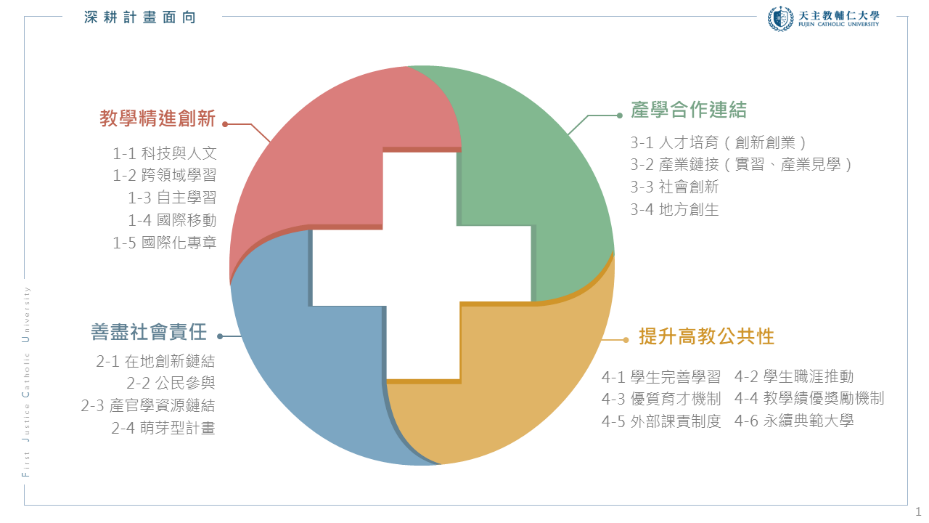 深耕計畫面向
天主教輔仁大學
FUJEN CATHOLIC UNIVERSITY
教學精進創新
1-1 科技與人文
1-2 跨領域學習
1-3 自主學習
1-4 國際移動
1-5 國際化專章
產學合作連結
3-1 人才培育（創新創業）
3-2 產業鏈接（實習、產業見學）
3-3 社會創新
3-4 地方創生
善盡社會責任
2-1 在地創新鏈結
2-2 公民參與
2-3 產官學資源鏈結
2-4 萌芽型計畫
提升高教公共性
4-1 學生完善學習 4-2 學生職涯推動
4-3 優質育才機制 4-4 教學績優獎勵機制
4-5 外部課責制度 4-6 永續典範大學
First Justice Catholic University
1